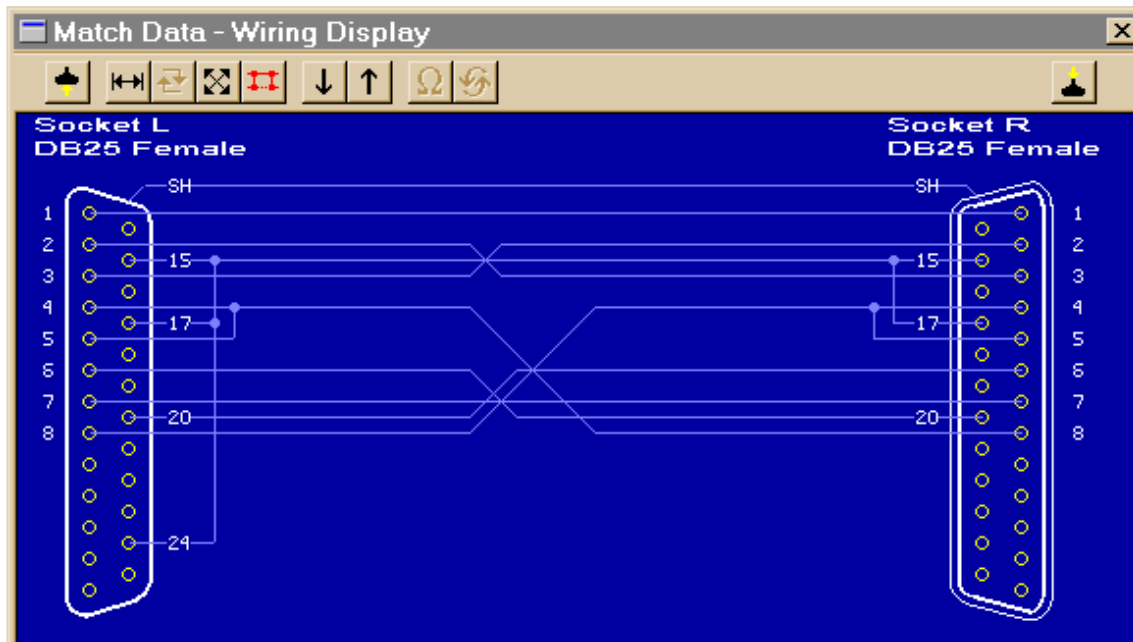 Match Data - Wiring Display
Ω
Socket L
DB25 Female
Socket R
DB25 Female
SH SH
1 1
2 2
15 15
3 3
4 4
17 17
5 5
6 6
7 7
20 20
8 8
24